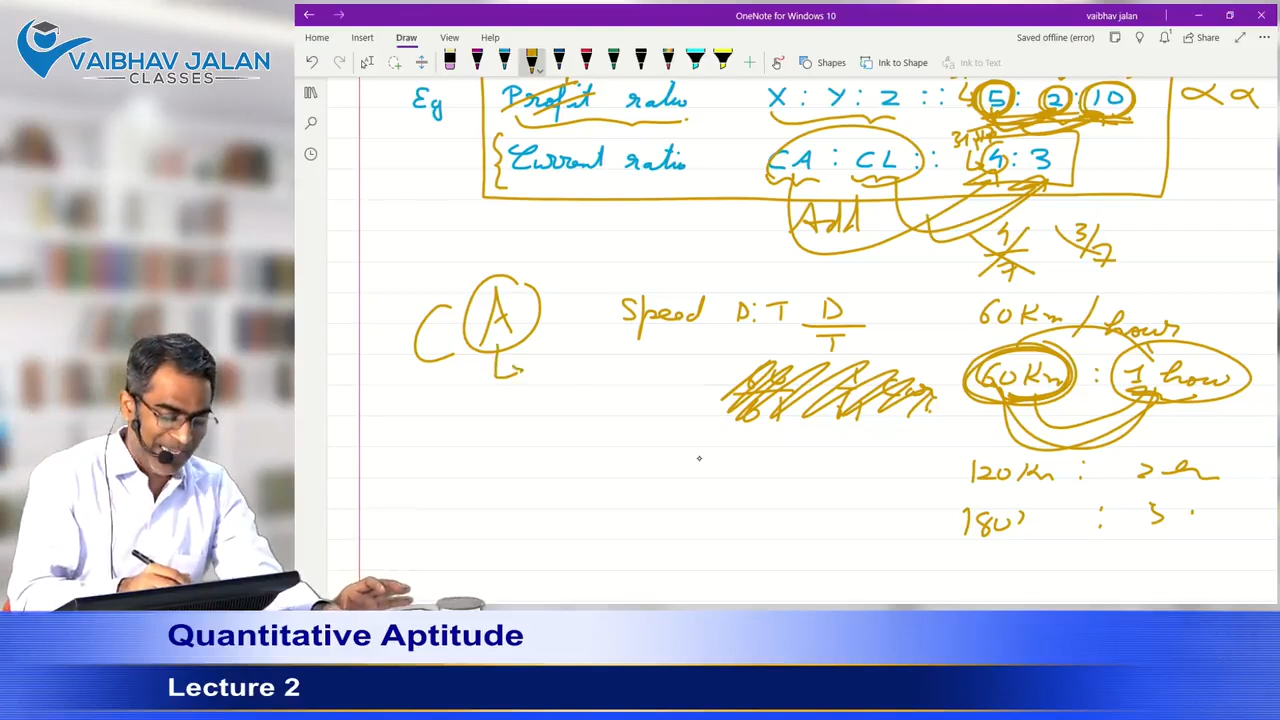 VAIBHAV JALAN
CLASSES
OneNote for Windows 10
vaibhav jalan
Home Insert Draw View Help
Saved offline (error)
Share
Shapes
Ink to Shape
Ink to Text
Eg Profit ratio X : Y : Z :: 5 : 2 : 10 α α
Current ratio CA : CL :: 4 : 3
Add
4/7 3/7
C A Speed D : T D/T 60 Km / hour
60 Km : 1 hour
120 Km :
180 : 3
Quantitative Aptitude
Lecture 2